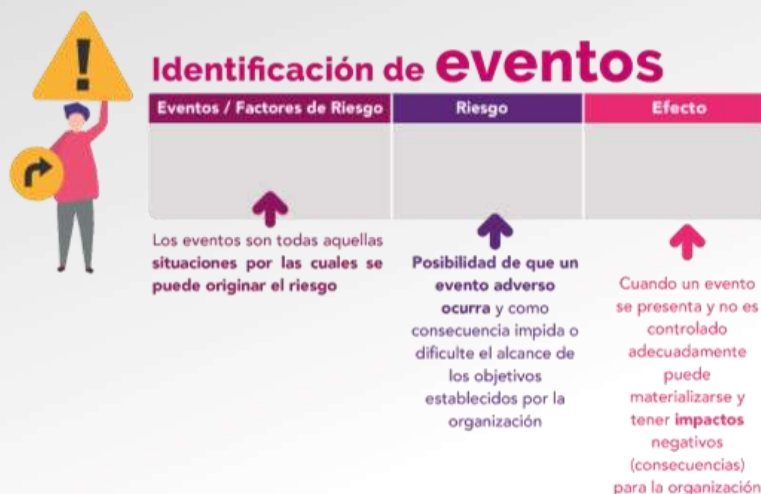 !
Identificación de eventos
Eventos / Factores de Riesgo
Riesgo
Efecto
Los eventos son todas aquellas
situaciones por las cuales se
puede originar el riesgo
Posibilidad de que un
evento adverso
ocurra y como
consecuencia impida o
dificulte el alcance de
los objetivos
establecidos por la
organización
Cuando un evento
se presenta y no es
controlado
adecuadamente
puede
materializarse y
tener impactos
negativos
(consecuencias)
para la organización